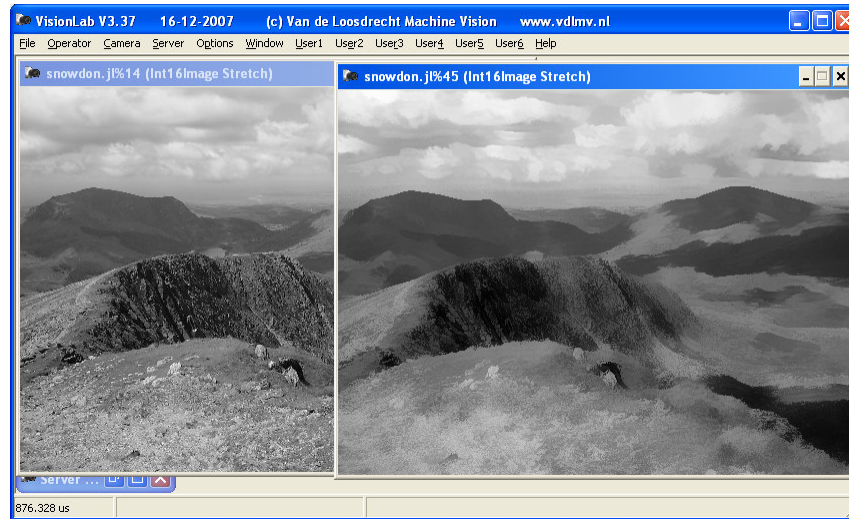 VisionLab V3.37 16-12-2007 (c) Van de Loosdrecht Machine Vision www.vdlmv.nl
File Operator Camera Server Options Window User1 User2 User3 User4 User5 User6 Help
snowdon.jl%14 (Int16Image Stretch)
snowdon.jl%45 (Int16Image Stretch)
Server ...
876.328 us